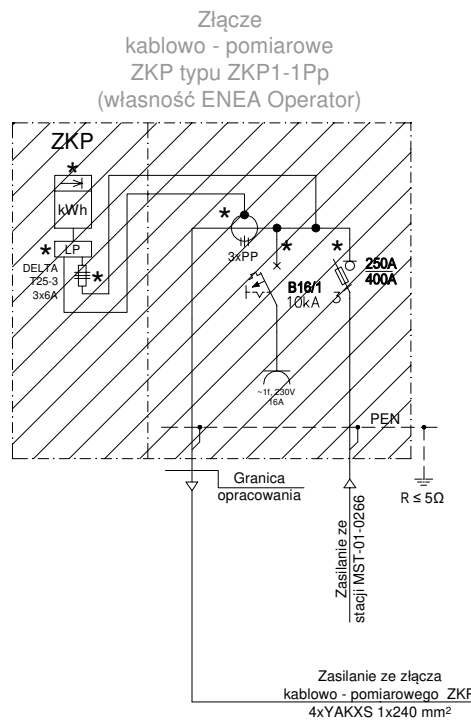 Złącze
kablowo - pomiarowe
ZKP typu ZKP1-1Pp
(własność ENEA Operator)
ZKP
kWh
LP
DELTA
T25-3
3x6A
3xPP
B16/1
10kA
250A
400A
3
~1f, 230V
16A
PEN
Granica
opracowania
R ≤ 5Ω
Zasilanie ze
stacji MST-01-0266
Zasilanie ze złącza
kablowo - pomiarowego ZKP
4xYAKXS 1x240 mm²